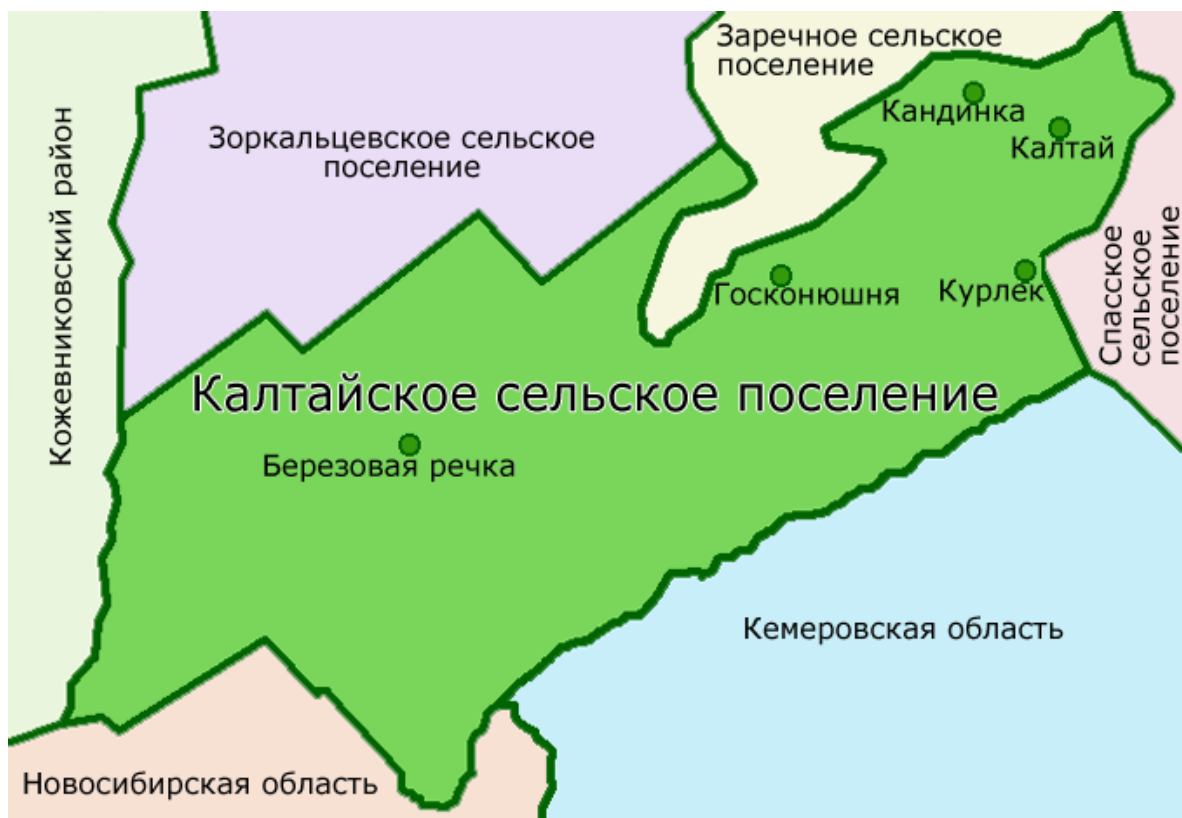 Заречное сельское
поселение
Кандинка
Калтай
Зоркальцевское сельское
поселение
Кожевниковский район
Спасское
сельское
поселение
Госконюшня
Курлек
Калтайское сельское поселение
Березовая речка
Кемеровская область
Новосибирская область